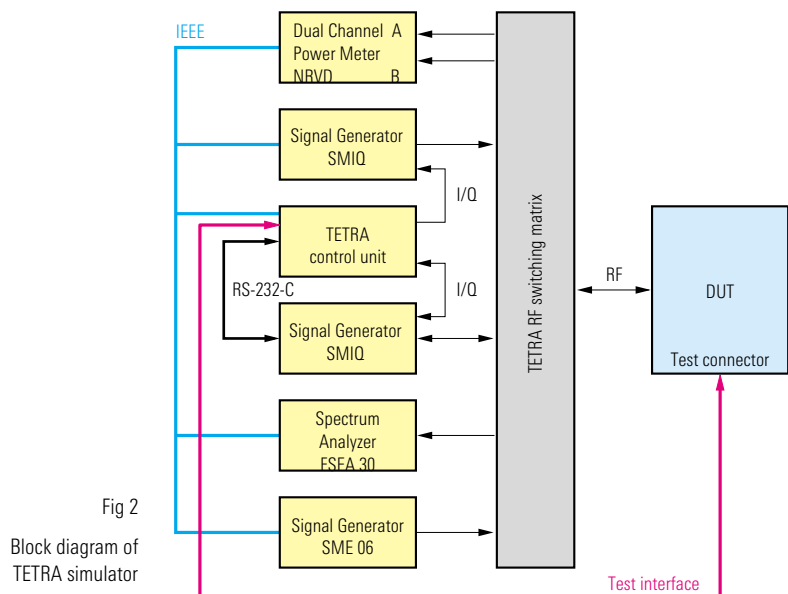 IEEE
Dual Channel A
Power Meter
NRVD B
Signal Generator
SMIQ
I/Q
TETRA
control unit
RS-232-C
I/Q
Signal Generator
SMIQ
Spectrum
Analyzer
FSEA 30
Signal Generator
SME 06
TETRA RF switching matrix
RF
DUT
Test connector
Test interface
Fig 2
Block diagram of
TETRA simulator